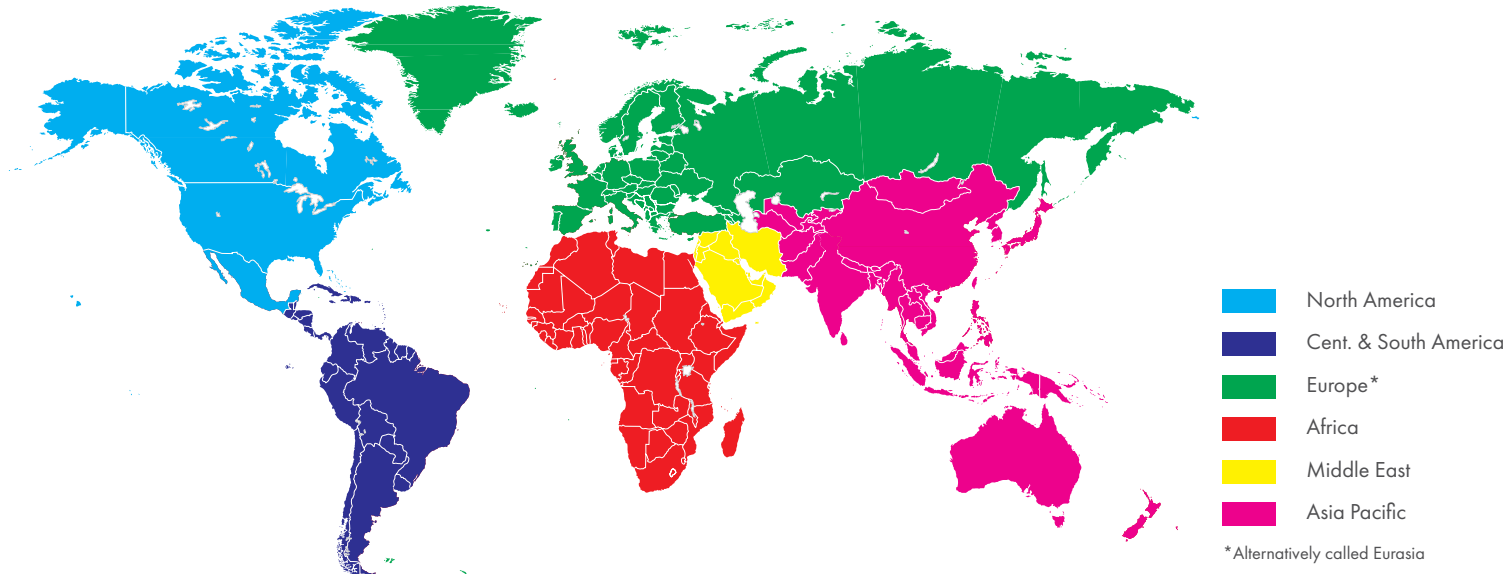 North America
Cent. & South America
Europe*
Africa
Middle East
Asia Pacific
*Alternatively called Eurasia